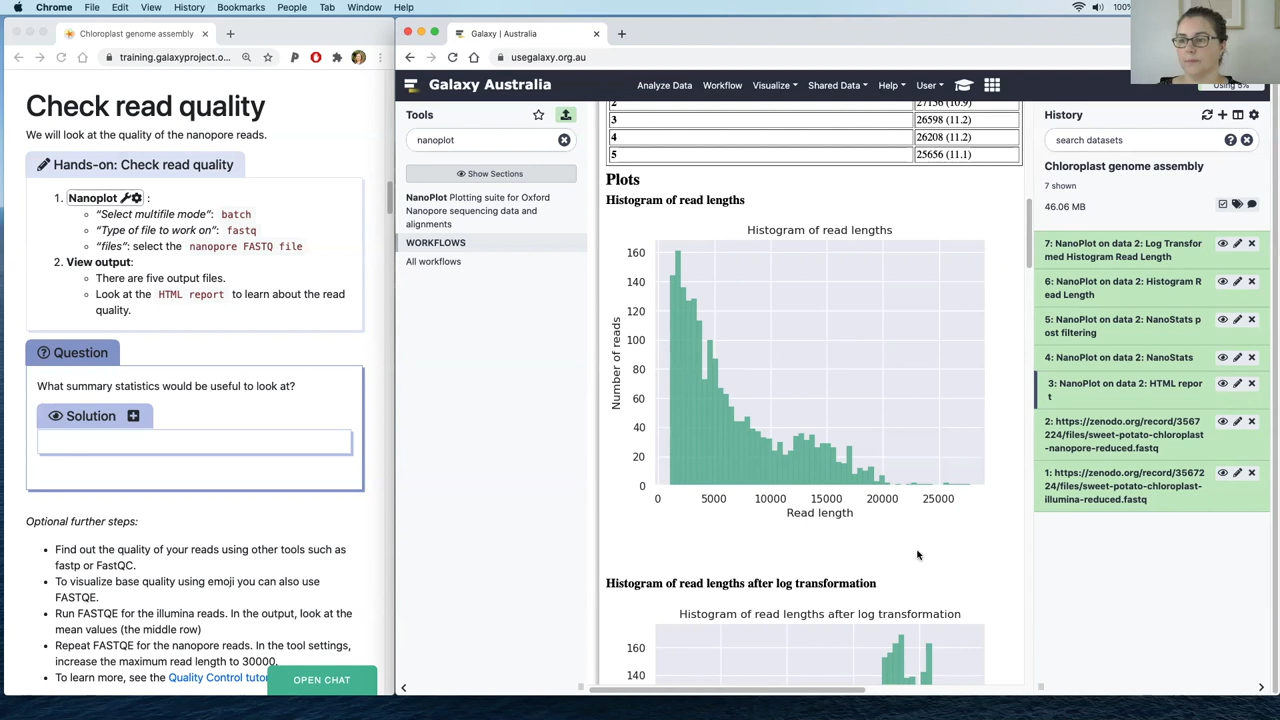 Chrome File Edit View History Bookmarks People Tab Window Help
100%
Chloroplast genome assembly
training.galaxyproject.o...
Check read quality
We will look at the quality of the nanopore reads.
Hands-on: Check read quality
1. Nanoplot :
“Select multifile mode”: batch
“Type of file to work on”: fastq
“files”: select the nanopore FASTQ file
2. View output:
There are five output files.
Look at the HTML report to learn about the read
quality.
Question
What summary statistics would be useful to look at?
Solution
Optional further steps:
Find out the quality of your reads using other tools such as
fastp or FastQC.
To visualize base quality using emoji you can also use
FASTQE.
Run FASTQE for the illumina reads. In the output, look at the
mean values (the middle row)
Repeat FASTQE for the nanopore reads. In the tool settings,
increase the maximum read length to 30000.
To learn more, see the Quality Control tutor
OPEN CHAT
Galaxy | Australia
usegalaxy.org.au
Galaxy Australia
Analyze Data Workflow Visualize Shared Data Help User
Using 5%
Tools
nanoplot
Show Sections
NanoPlot Plotting suite for Oxford
Nanopore sequencing data and
alignments
WORKFLOWS
All workflows
2 27156 (10.9)
3 26598 (11.2)
4 26208 (11.2)
5 25656 (11.1)
Plots
Histogram of read lengths
Histogram of read lengths
160
140
120
100
80
60
40
20
0
Number of reads
0 5000 10000 15000 20000 25000
Read length
Histogram of read lengths after log transformation
Histogram of read lengths after log transformation
160
140
History
search datasets
Chloroplast genome assembly
7 shown
46.06 MB
7: NanoPlot on data 2: Log Transfor
med Histogram Read Length
6: NanoPlot on data 2: Histogram R
ead Length
5: NanoPlot on data 2: NanoStats p
ost filtering
4: NanoPlot on data 2: NanoStats
3: NanoPlot on data 2: HTML repor
t
2: https://zenodo.org/record/3567
224/files/sweet-potato-chloroplast
-nanopore-reduced.fastq
1: https://zenodo.org/record/35672
24/files/sweet-potato-chloroplast-
illumina-reduced.fastq